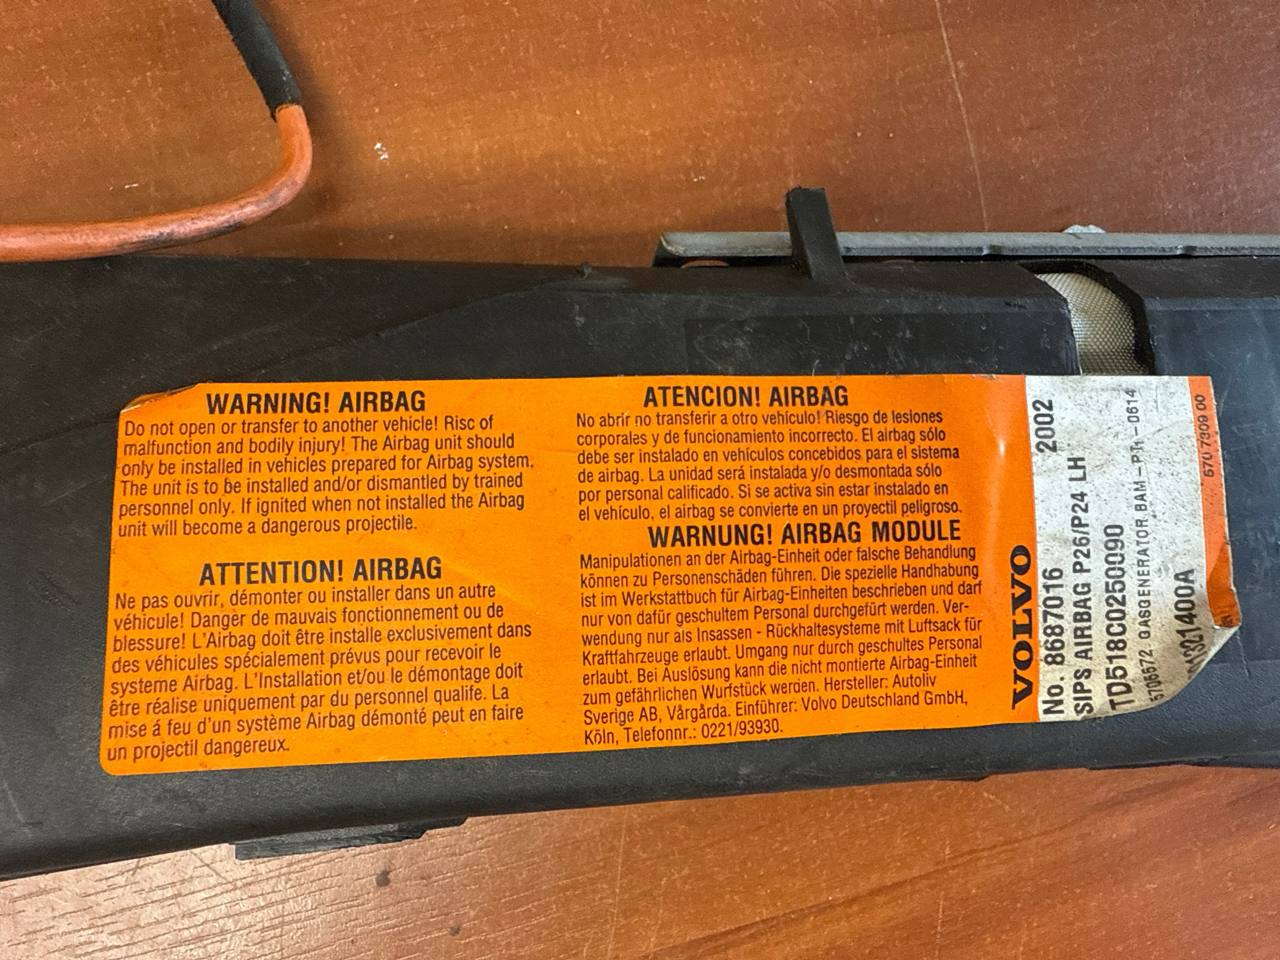 WARNING! AIRBAG
Do not open or transfer to another vehicle! Risc of
malfunction and bodily injury! The Airbag unit should
only be installed in vehicles prepared for Airbag system.
The unit is to be installed and/or dismantled by trained
personnel only. If ignited when not installed the Airbag
unit will become a dangerous projectile.
ATTENTION! AIRBAG
Ne pas ouvrir, démonter ou installer dans un autre
véhicule! Danger de mauvais fonctionnement ou de
blessure! L'Airbag doit être installe exclusivement dans
des véhicules spécialement prévus pour recevoir le
systeme Airbag. L'Installation et/ou le démontage doit
être réalise uniquement par du personnel qualife. La
mise á feu d'un système Airbag démonté peut en faire
un projectil dangereux.
ATENCION! AIRBAG
No abrir no transferir a otro vehículo! Riesgo de lesiones
corporales y de funcionamiento incorrecto. El airbag sólo
debe ser instalado en vehículos concebidos para el sistema
de airbag. La unidad será instalada y/o desmontada sólo
por personal calificado. Si se activa sin estar instalado en
el vehículo, el airbag se convierte en un proyectil peligroso.
WARNUNG! AIRBAG MODULE
Manipulationen an der Airbag-Einheit oder falsche Behandlung
können zu Personenschäden führen. Die spezielle Handhabung
ist im Werkstattbuch für Airbag-Einheiten beschrieben und darf
nur von dafür geschultem Personal durchgefürt werden. Ver-
wendung nur als Insassen - Rückhaltesysteme mit Luftsack für
Kraftfahrzeuge erlaubt. Umgang nur durch geschultes Personal
erlaubt. Bei Auslösung kann die nicht montierte Airbag-Einheit
zum gefährlichen Wurfstück werden. Hersteller: Autoliv
Sverige AB, Vårgårda. Einführer: Volvo Deutschland GmbH,
Köln, Telefonnr.: 0221/93930.
VOLVO
No. 8687016 2002
SIPS AIRBAG P26/P24 LH
TD518C0250090
5705572 GASGENERATOR BAM-PT1-0614
570 7309 00